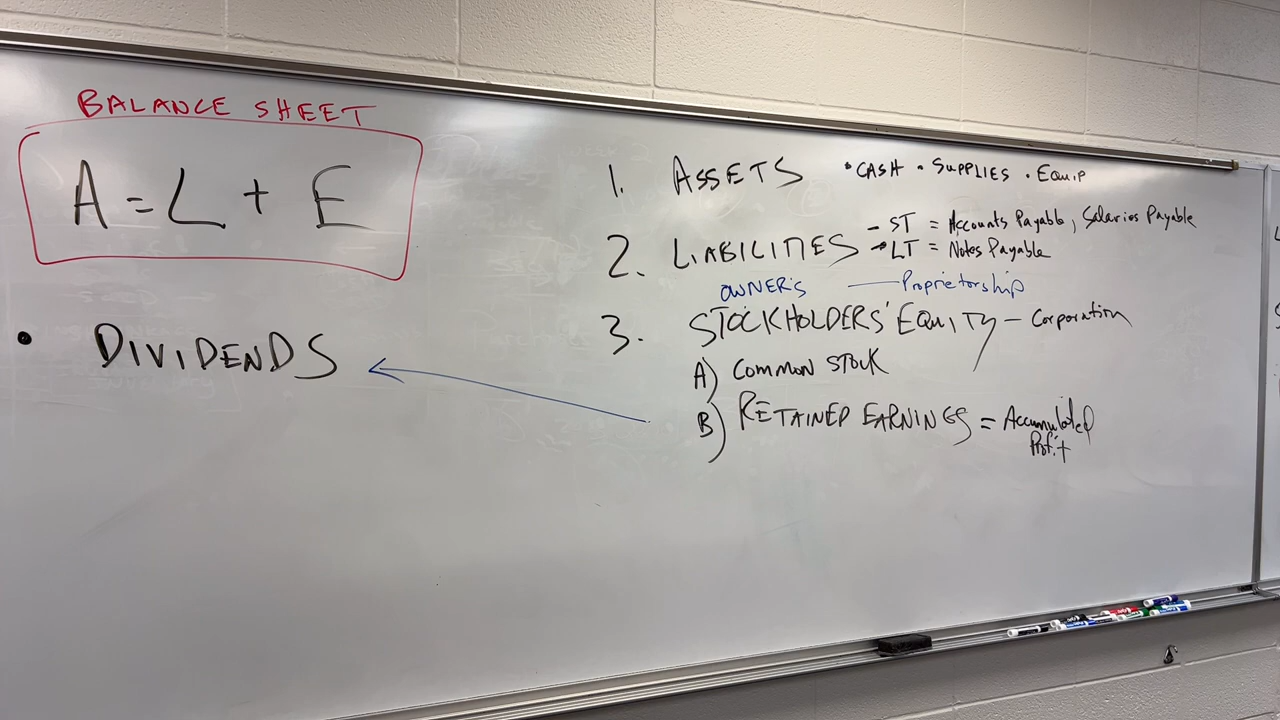 BALANCE SHEET
A = L + E
• DIVIDENDS
1. ASSETS • CASH • SUPPLIES • EQUIP
2. LIABILITIES - ST = Accounts Payable, Salaries Payable
- LT = Notes Payable
OWNER'S — Proprietorship
3. STOCKHOLDERS' EQUITY - Corporation
A) COMMON STOCK
B) RETAINED EARNINGS = Accumulated
Profit